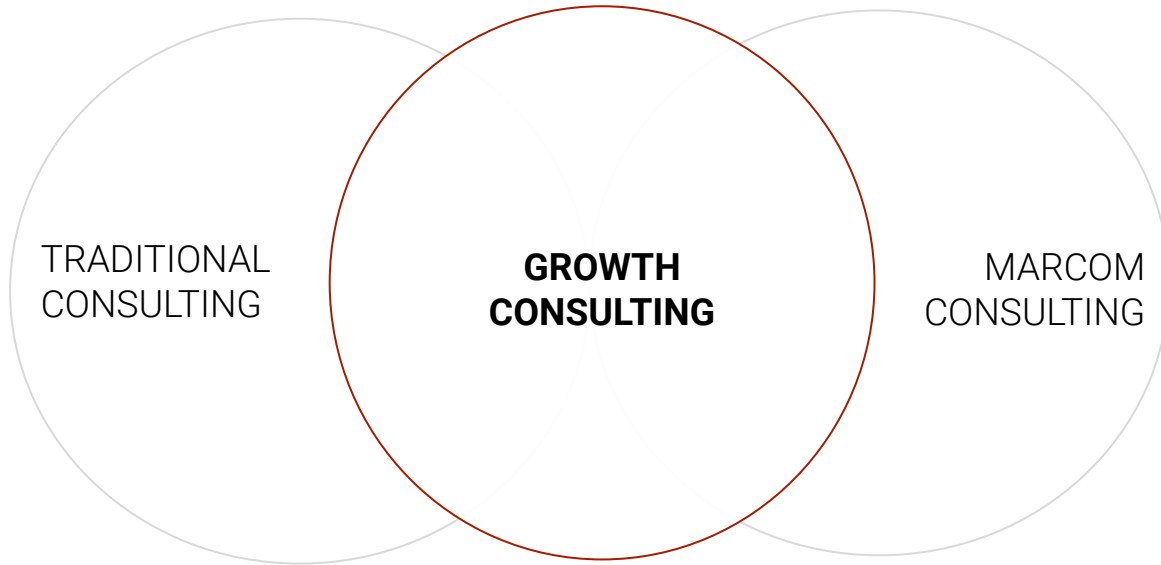 TRADITIONAL
CONSULTING
GROWTH
CONSULTING
MARCOM
CONSULTING